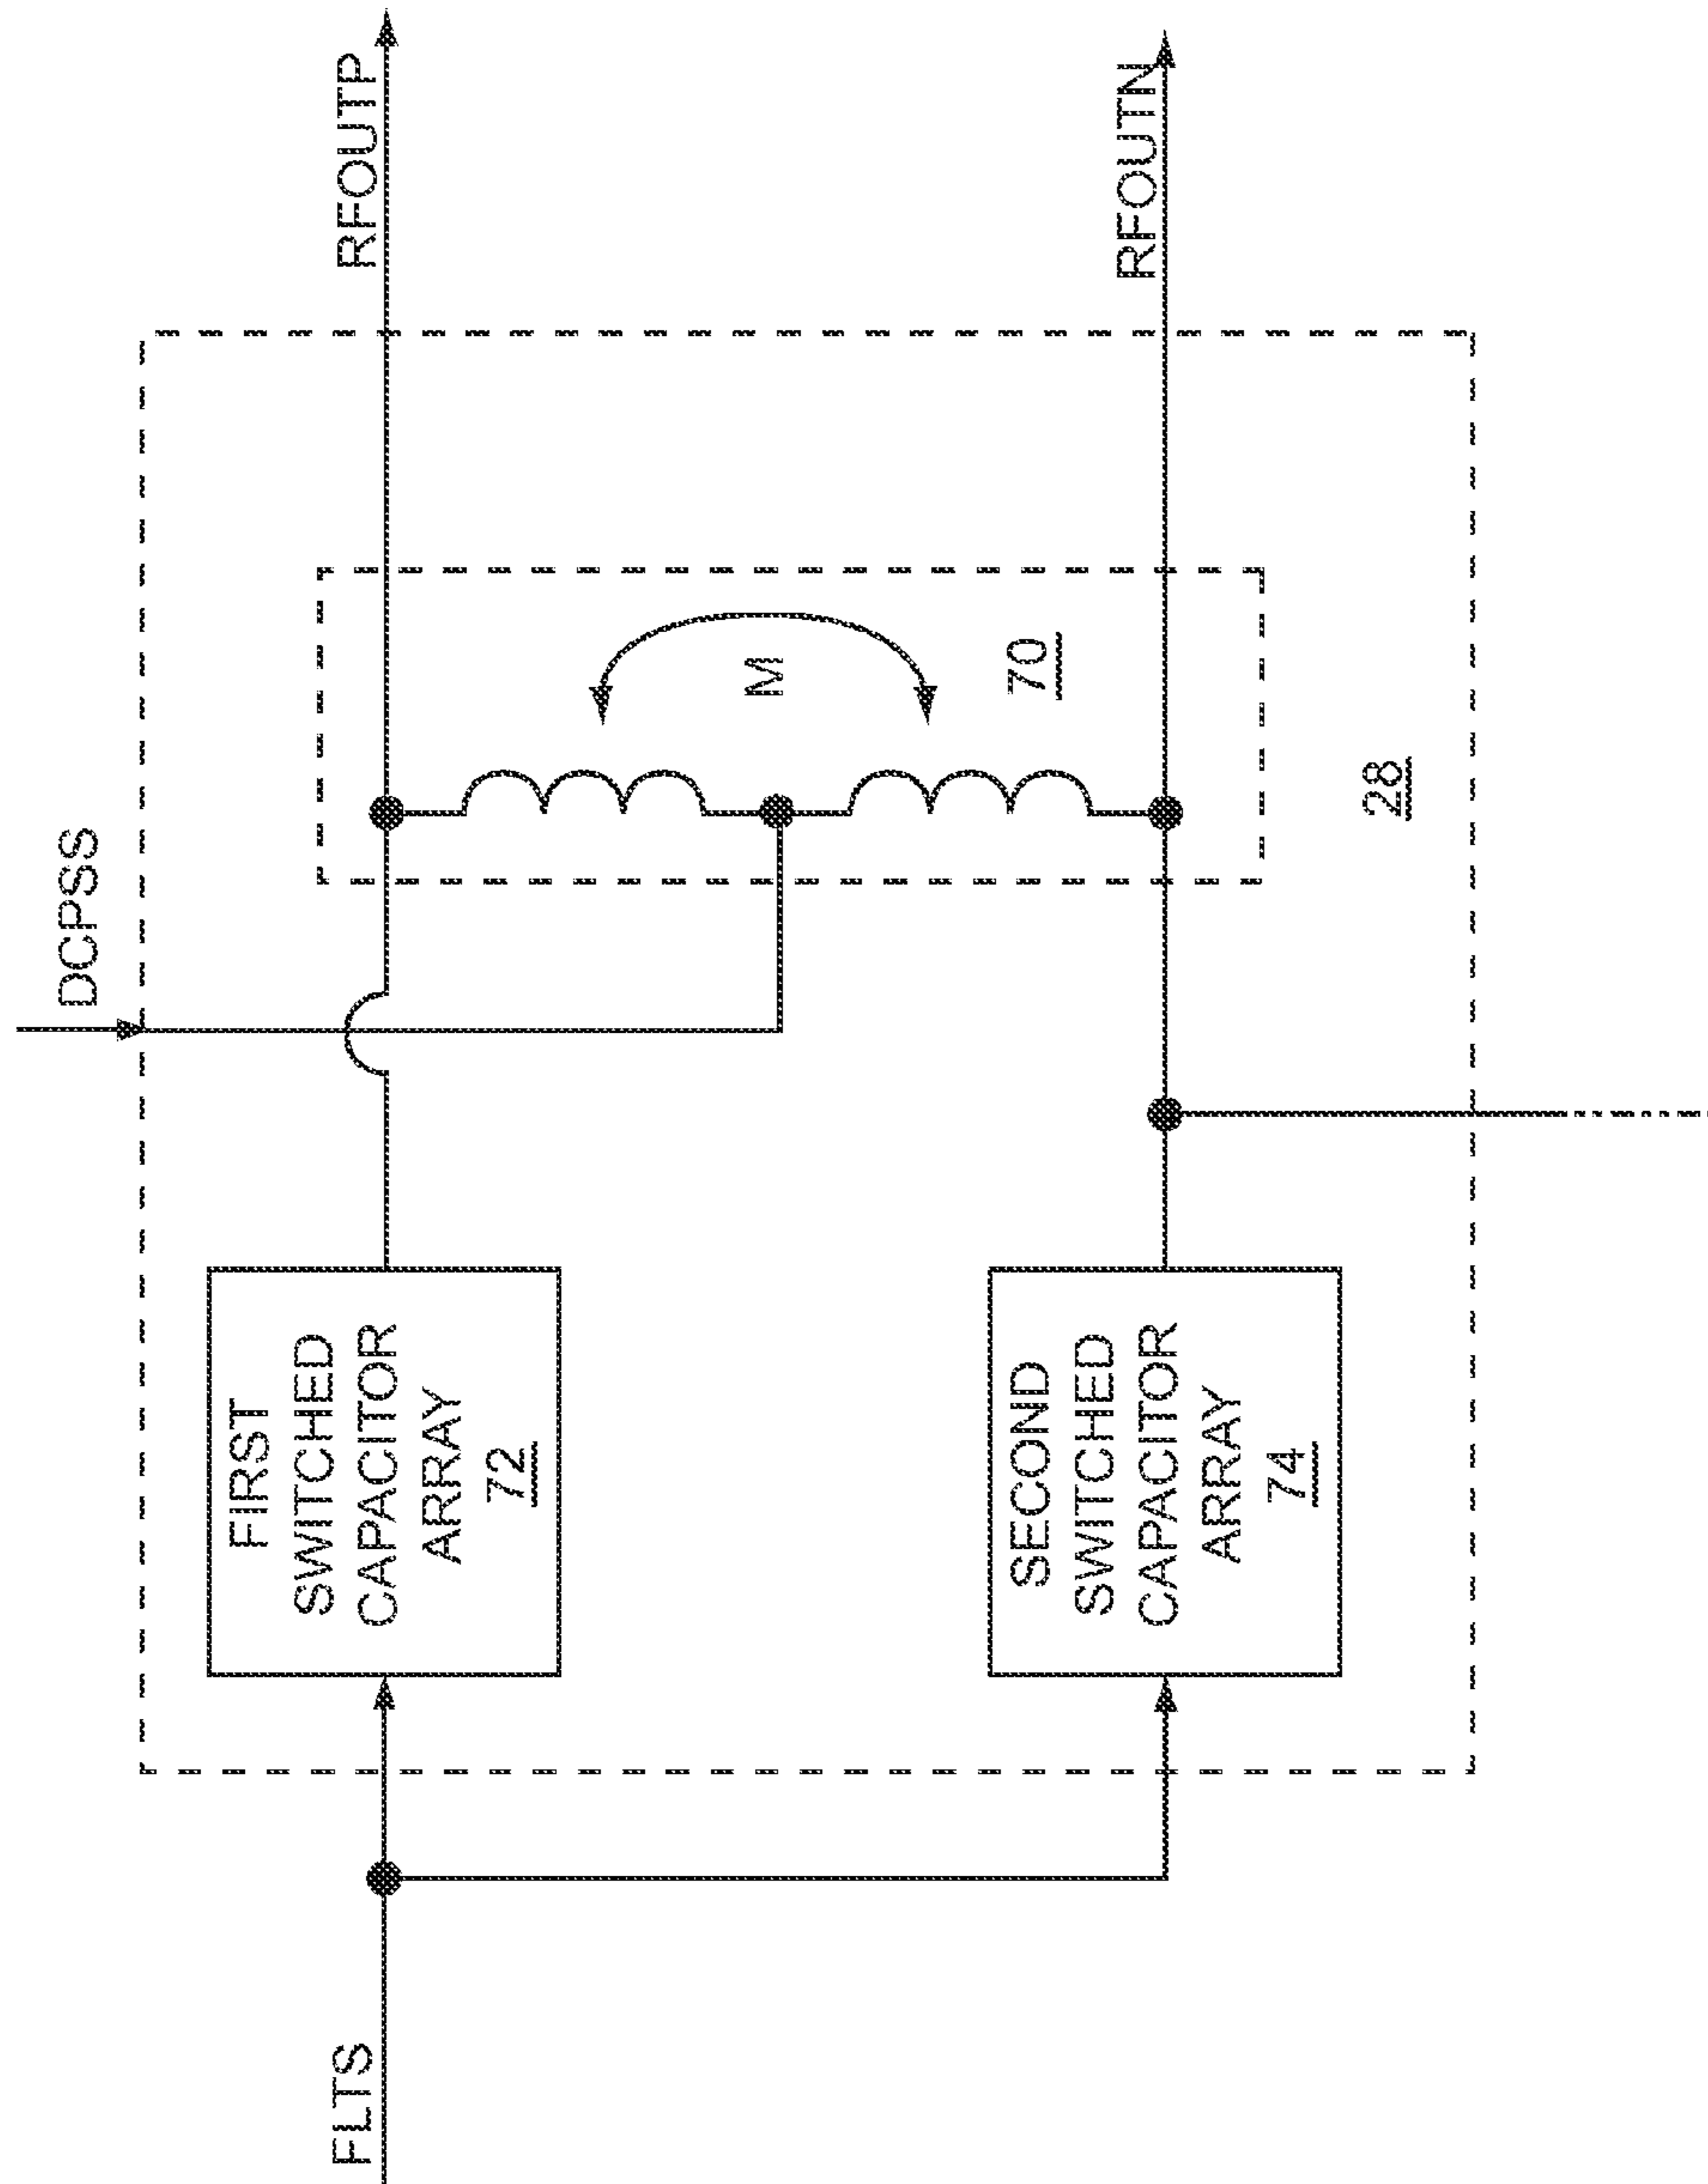 DCPSS
FLTS
FIRST
SWITCHED
CAPACITOR
ARRAY
72
RFOUTP
M
70
SECOND
SWITCHED
CAPACITOR
ARRAY
74
RFOUTN
28